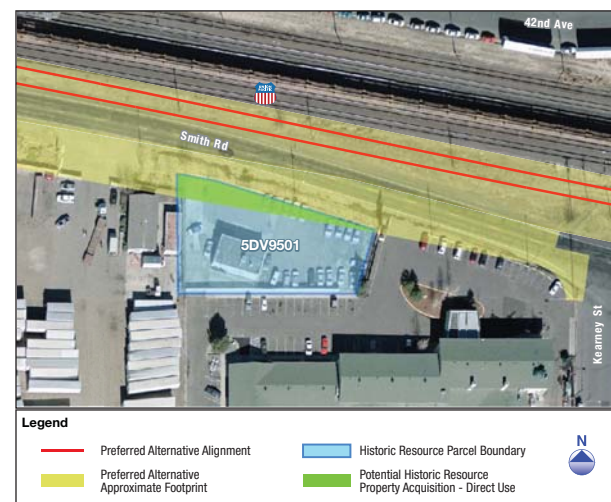 42nd Ave
Smith Rd
5DV9501
Kearney St
Legend
Preferred Alternative Alignment
Preferred Alternative
Approximate Footprint
Historic Resource Parcel Boundary
Potential Historic Resource
Property Acquisition - Direct Use
N